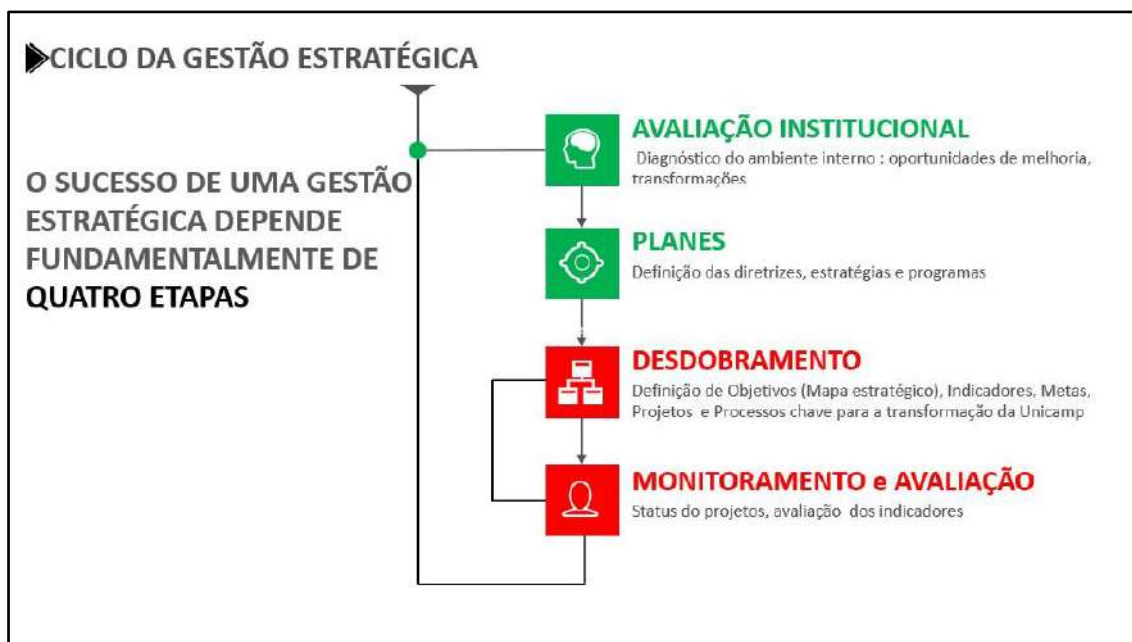 CICLO DA GESTÃO ESTRATÉGICA
O SUCESSO DE UMA GESTÃO
ESTRATÉGICA DEPENDE
FUNDAMENTALMENTE DE
QUATRO ETAPAS
AVALIAÇÃO INSTITUCIONAL
Diagnóstico do ambiente interno : oportunidades de melhoria,
transformações
PLANES
Definição das diretrizes, estratégias e programas
DESDOBRAMENTO
Definição de Objetivos (Mapa estratégico), Indicadores, Metas,
Projetos e Processos chave para a transformação da Unicamp
MONITORAMENTO e AVALIAÇÃO
Status do projetos, avaliação dos indicadores